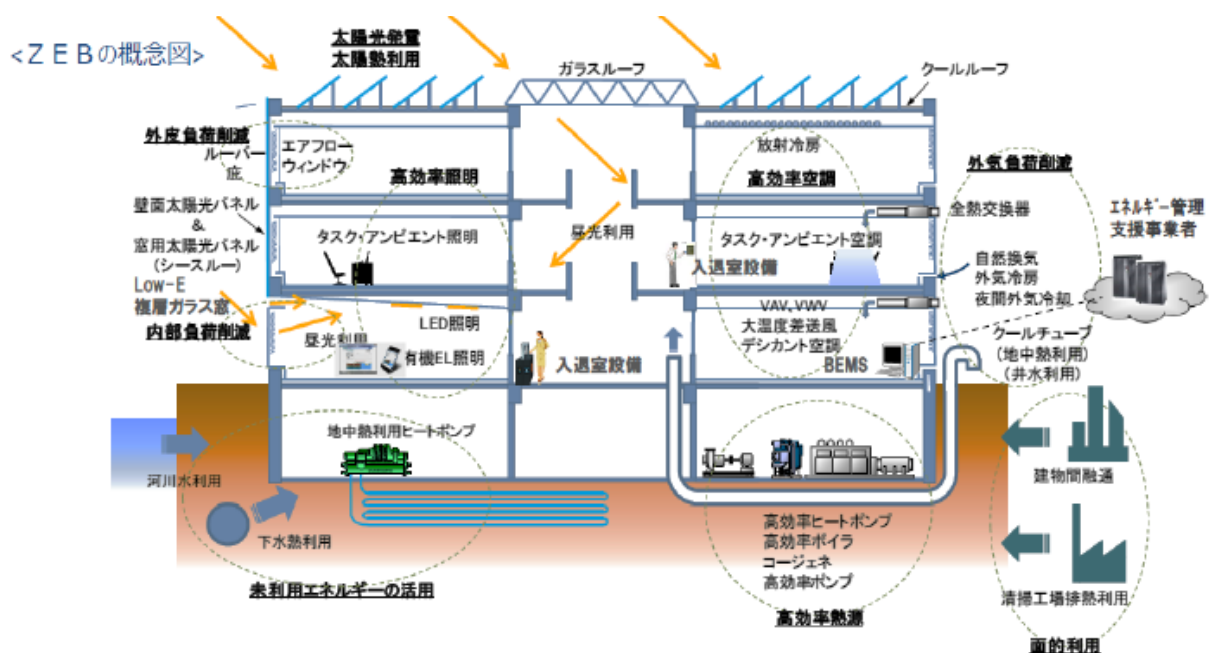 <ＺＥＢの概念図>
太陽光発電
太陽熱利用
ガラスルーフ
クールルーフ
外皮負荷削減
ルーバー
庇
エアフロー
ウィンドウ
高効率照明
放射冷房
高効率空調
外気負荷削減
壁面太陽光パネル
&
窓用太陽光パネル
(シースルー)
Low-E
複層ガラス窓
内部負荷削減
タスク・アンビエント照明
昼光利用
入退室設備
タスク・アンビエント空調
全熱交換器
自然換気
外気冷房
夜間外気冷却
エネルギー管理
支援事業者
LED照明
昼光利用
有機EL照明
入退室設備
VAV、VWV
大温度差送風
デシカント空調
BEMS
クールチューブ
(地中熱利用)
(井水利用)
地中熱利用ヒートポンプ
河川水利用
下水熱利用
未利用エネルギーの活用
高効率ヒートポンプ
高効率ボイラ
コージェネ
高効率ポンプ
高効率熱源
建物間融通
清掃工場排熱利用
面的利用